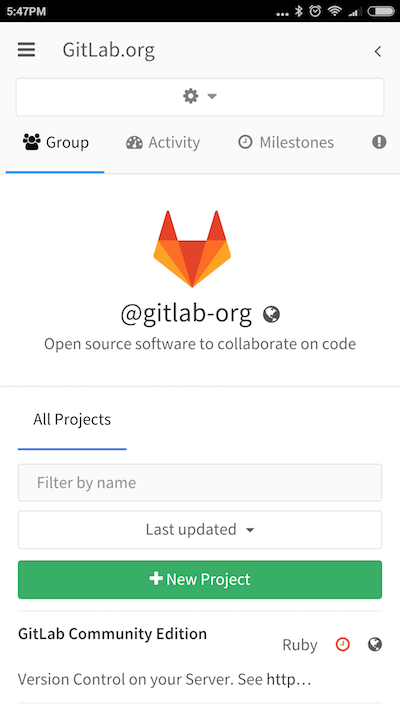 5:47PM
GitLab.org
Group
Activity
Milestones
@gitlab-org
Open source software to collaborate on code
All Projects
Filter by name
Last updated
New Project
GitLab Community Edition
Ruby
Version Control on your Server. See http…